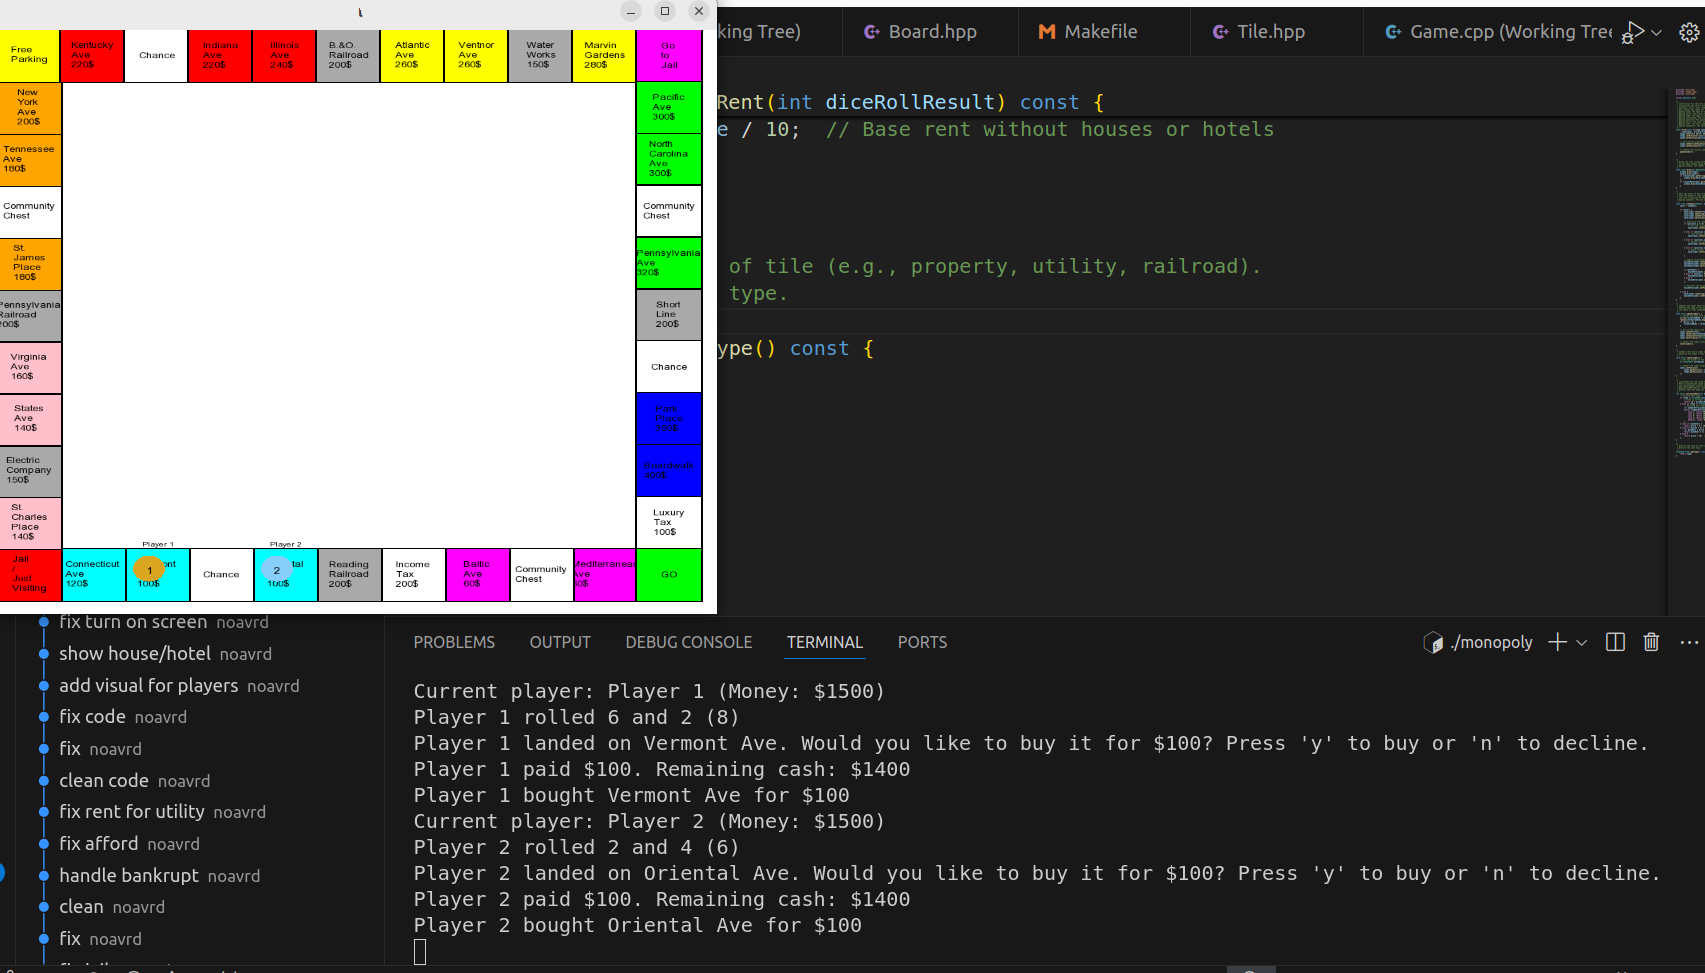 Free
Parking
Kentucky
Ave
220$
Chance
Indiana
Ave
220$
Illinois
Ave
240$
B.&O.
Railroad
200$
Atlantic
Ave
260$
Ventnor
Ave
260$
Water
Works
150$
Marvin
Gardens
280$
Go
to
Jail
New
York
Ave
200$
Tennessee
Ave
180$
Community
Chest
St.
James
Place
180$
Pennsylvania
Railroad
200$
Virginia
Ave
160$
States
Ave
140$
Electric
Company
150$
St.
Charles
Place
140$
Jail
/
Just
Visiting
Pacific
Ave
300$
North
Carolina
Ave
300$
Community
Chest
Pennsylvania
Ave
320$
Short
Line
200$
Chance
Park
Place
350$
Boardwalk
400$
Luxury
Tax
100$
Player 1
Player 2
Connecticut
Ave
120$
1
ont
100$
Chance
2
tal
100$
Reading
Railroad
200$
Income
Tax
200$
Baltic
Ave
60$
Community
Chest
Mediterranean
Ave
60$
GO
king Tree)
Board.hpp
Makefile
Tile.hpp
Game.cpp (Working Tree
Rent(int diceRollResult) const {
e / 10;  // Base rent without houses or hotels
of tile (e.g., property, utility, railroad).
type.
ype() const {
fix turn on screen noavrd
show house/hotel noavrd
add visual for players noavrd
fix code noavrd
fix noavrd
clean code noavrd
fix rent for utility noavrd
fix afford noavrd
handle bankrupt noavrd
clean noavrd
fix noavrd
PROBLEMS OUTPUT DEBUG CONSOLE TERMINAL PORTS
./monopoly
Current player: Player 1 (Money: $1500)
Player 1 rolled 6 and 2 (8)
Player 1 landed on Vermont Ave. Would you like to buy it for $100? Press 'y' to buy or 'n' to decline.
Player 1 paid $100. Remaining cash: $1400
Player 1 bought Vermont Ave for $100
Current player: Player 2 (Money: $1500)
Player 2 rolled 2 and 4 (6)
Player 2 landed on Oriental Ave. Would you like to buy it for $100? Press 'y' to buy or 'n' to decline.
Player 2 paid $100. Remaining cash: $1400
Player 2 bought Oriental Ave for $100